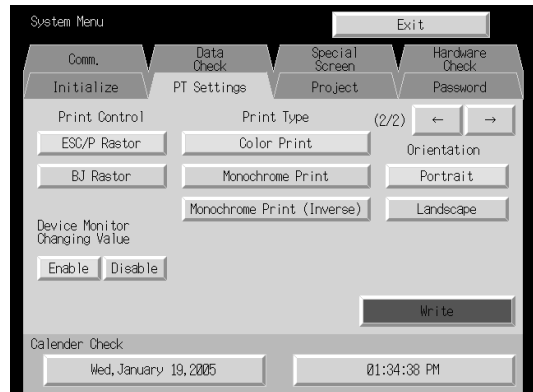 System Menu
Exit
Comm.
Data
Check
Special
Screen
Hardware
Check
Initialize
PT Settings
Project
Password
Print Control
Print Type
(2/2)
←
→
ESC/P Rastor
Color Print
Orientation
BJ Rastor
Monochrome Print
Portrait
Monochrome Print (Inverse)
Landscape
Device Monitor
Changing Value
Enable
Disable
Write
Calender Check
Wed,January 19,2005
01:34:38 PM